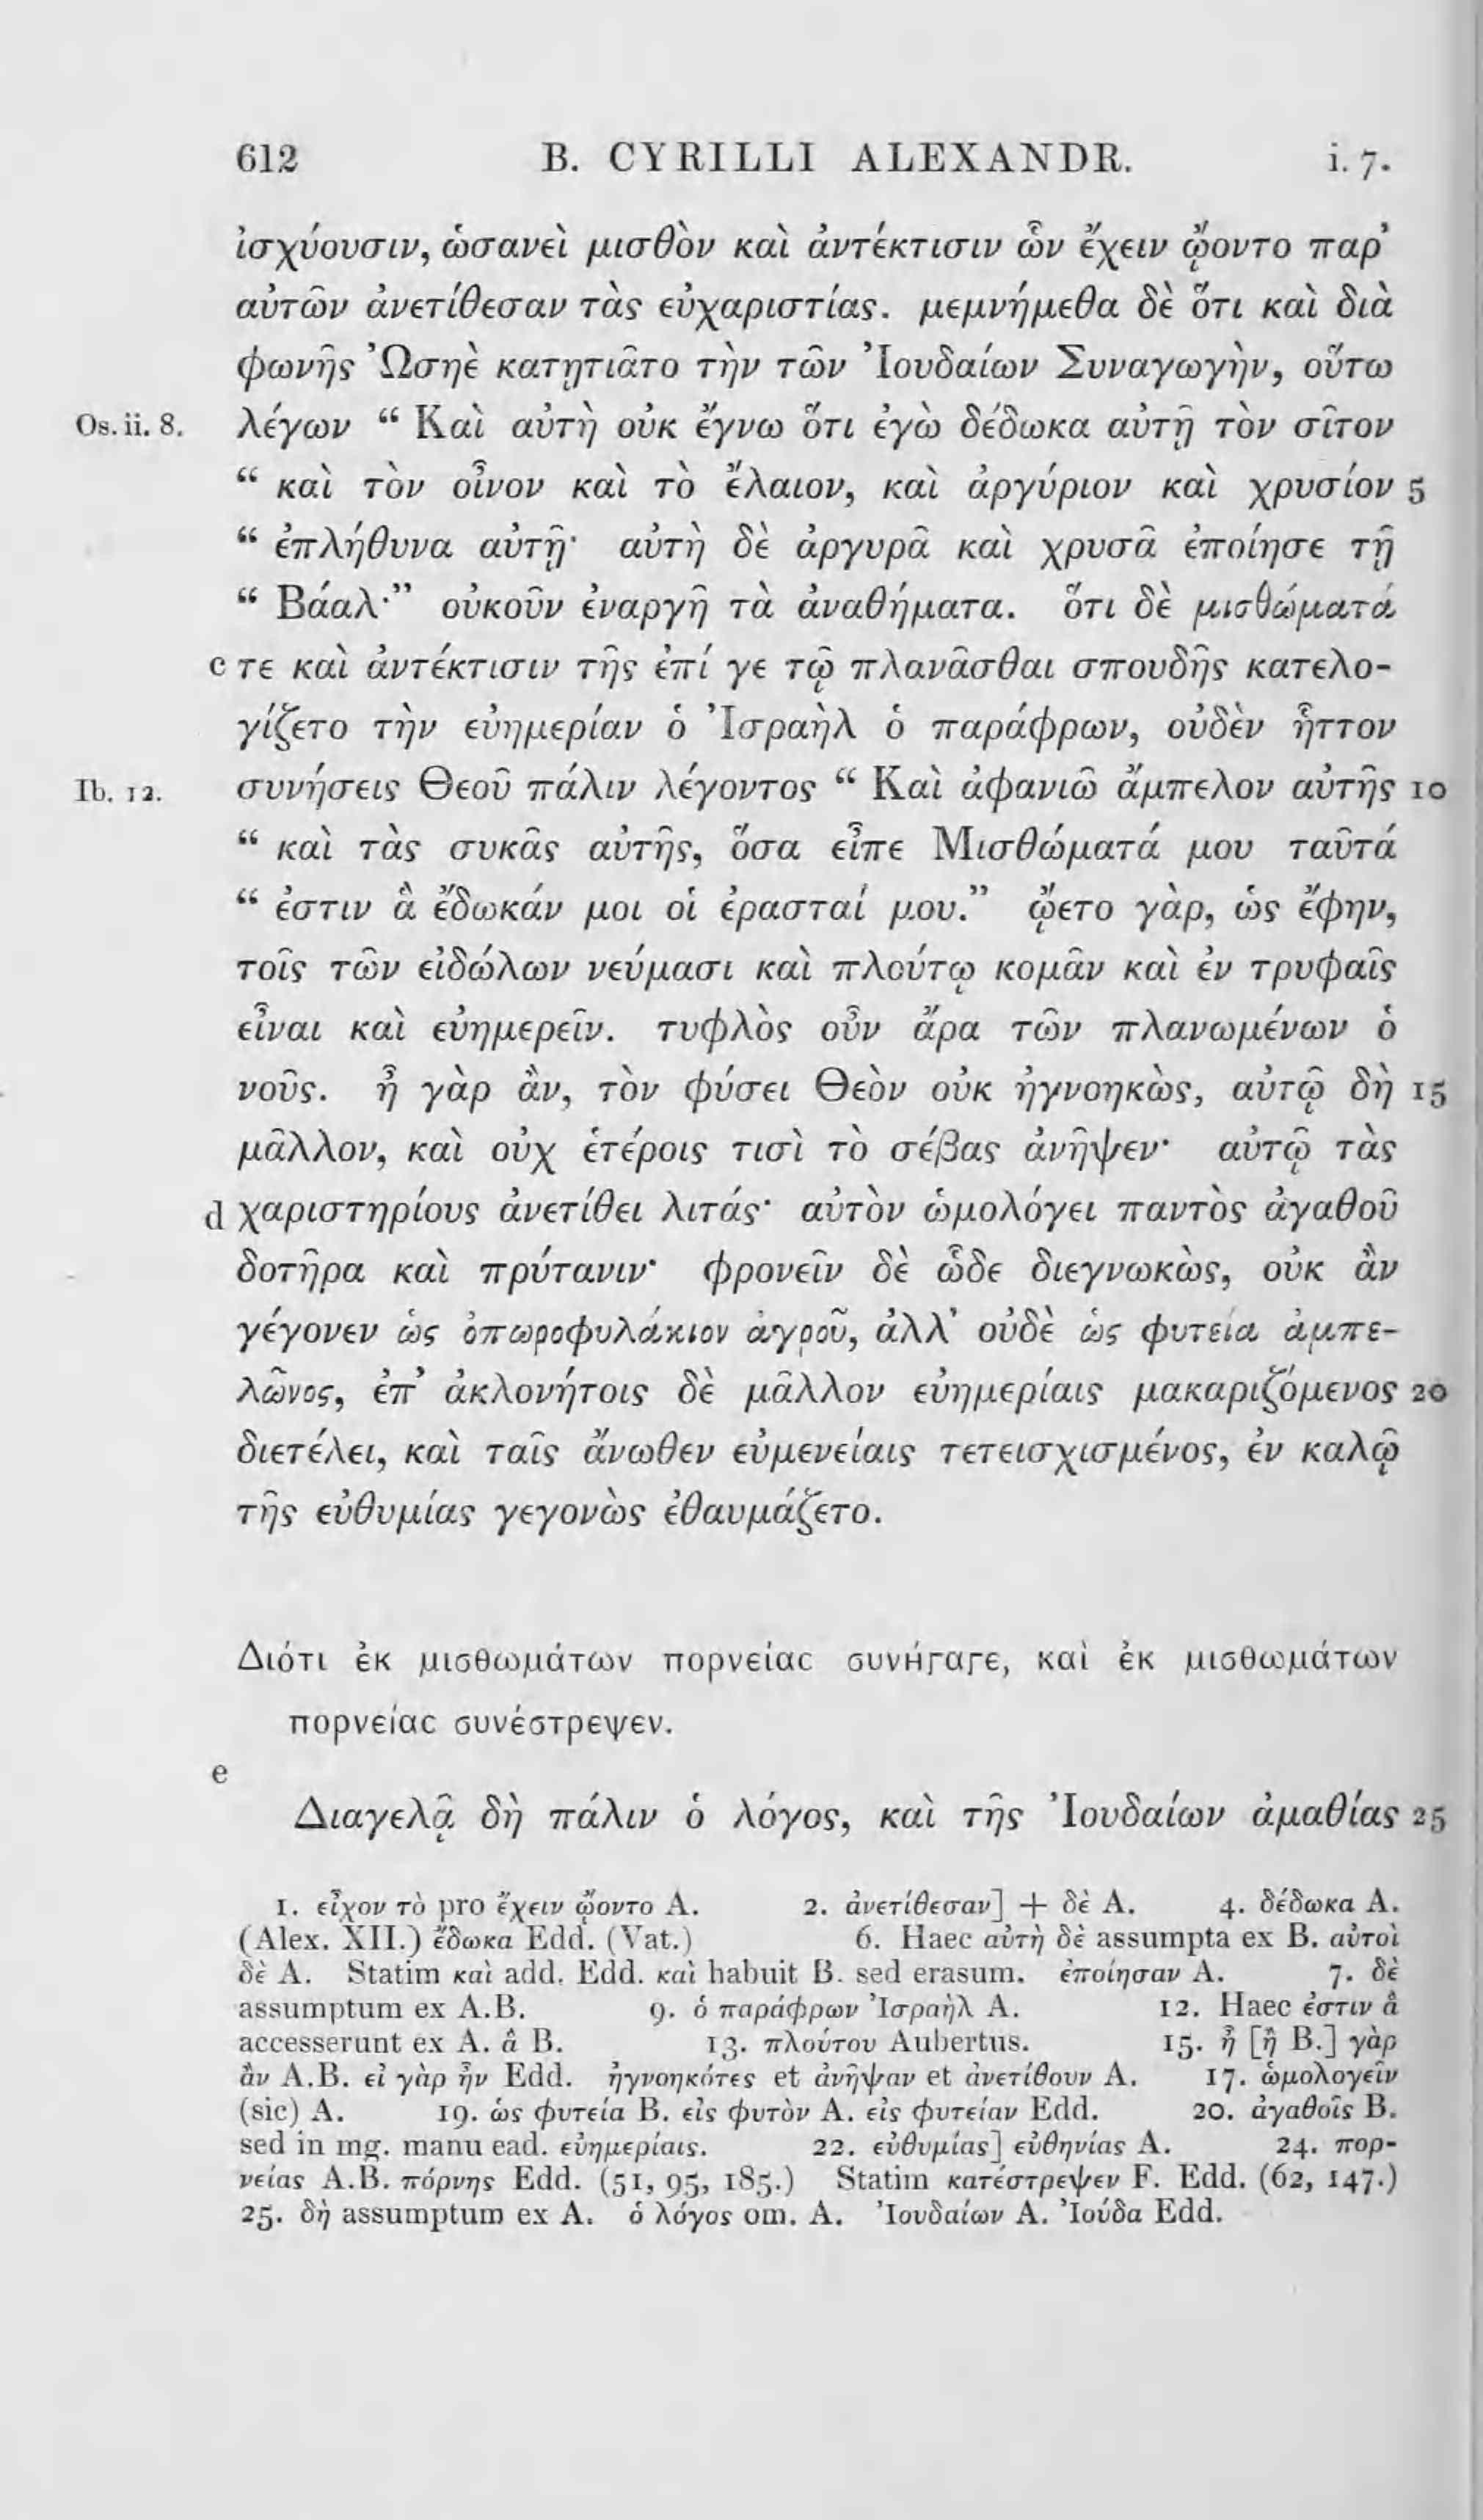 612 B. CYRILLI ALEXANDR. i. 7.
ἰσχύουσιν, ὡσανεὶ μισθὸν καὶ ἀντέκτισιν ὧν ἔχειν ᾤοντο παρ'
αὐτῶν ἀνετίθεσαν τὰς εὐχαριστίας. μεμνήμεθα δὲ ὅτι καὶ διὰ
φωνῆς Ὠσηὲ κατῃτιᾶτο τὴν τῶν Ἰουδαίων Συναγωγὴν, οὕτω
Os. ii. 8. λέγων “ Καὶ αὐτὴ οὐκ ἔγνω ὅτι ἐγὼ δέδωκα αὐτῇ τὸν σῖτον
“ καὶ τὸν οἶνον καὶ τὸ ἔλαιον, καὶ ἀργύριον καὶ χρυσίον 5
“ ἐπλήθυνα αὐτῇ· αὐτὴ δὲ ἀργυρᾶ καὶ χρυσᾶ ἐποίησε τῇ
“ Βάαλ·” οὐκοῦν ἐναργῆ τὰ ἀναθήματα. ὅτι δὲ μισθώματά
c τε καὶ ἀντέκτισιν τῆς ἐπί γε τῷ πλανᾶσθαι σπουδῆς κατελο-
γίζετο τὴν εὐημερίαν ὁ Ἰσραὴλ ὁ παράφρων, οὐδὲν ἧττον
Ib. 12. συνήσεις Θεοῦ πάλιν λέγοντος “ Καὶ ἀφανιῶ ἄμπελον αὐτῆς 10
“ καὶ τὰς συκᾶς αὐτῆς, ὅσα εἶπε Μισθώματά μου ταῦτά
“ ἐστιν ἃ ἔδωκάν μοι οἱ ἐρασταί μου.” ᾤετο γὰρ, ὡς ἔφην,
τοῖς τῶν εἰδώλων νεύμασι καὶ πλούτῳ κομᾶν καὶ ἐν τρυφαῖς
εἶναι καὶ εὐημερεῖν. τυφλὸς οὖν ἄρα τῶν πλανωμένων ὁ
νοῦς. ἦ γὰρ ἂν, τὸν φύσει Θεὸν οὐκ ἠγνοηκὼς, αὐτῷ δὴ 15
μᾶλλον, καὶ οὐχ ἑτέροις τισὶ τὸ σέβας ἀνῆψεν· αὐτῷ τὰς
d χαριστηρίους ἀνετίθει λιτάς· αὐτὸν ὡμολόγει παντὸς ἀγαθοῦ
δοτῆρα καὶ πρύτανιν· φρονεῖν δὲ ὧδε διεγνωκὼς, οὐκ ἂν
γέγονεν ὡς ὀπωροφυλάκιον ἀγροῦ, ἀλλ' οὐδὲ ὡς φυτεία ἀμπε-
λῶνος, ἐπ' ἀκλονήτοις δὲ μᾶλλον εὐημερίαις μακαριζόμενος 20
διετέλει, καὶ ταῖς ἄνωθεν εὐμενείαις τετεισχισμένος, ἐν καλῷ
τῆς εὐθυμίας γεγονὼς ἐθαυμάζετο.
Διότι ἐκ μισθωμάτων πορνείας συνήγαγε, καὶ ἐκ μισθωμάτων
πορνείας συνέστρεψεν.
e
Διαγελᾷ δὴ πάλιν ὁ λόγος, καὶ τῆς Ἰουδαίων ἀμαθίας 25
1. εἶχον τὸ pro ἔχειν ᾤοντο A. 2. ἀνετίθεσαν] + δὲ A. 4. δέδωκα A.
(Alex. XII.) ἔδωκα Edd. (Vat.) 6. Haec αὐτὴ δὲ assumpta ex B. αὐτοὶ
δὲ A. Statim καὶ add. Edd. καὶ habuit B. sed erasum. ἐποίησαν A. 7. δὲ
assumptum ex A.B. 9. ὁ παράφρων Ἰσραὴλ A. 12. Haec ἐστιν ἃ
accesserunt ex A. ἃ B. 13. πλούτου Aubertus. 15. ἦ [ἢ B.] γὰρ
ἂν A.B. εἰ γὰρ ἦν Edd. ἠγνοηκότες et ἀνῆψαν et ἀνετίθουν A. 17. ὡμολογεῖν
(sic) A. 19. ὡς φυτεία B. εἰς φυτὸν A. εἰς φυτείαν Edd. 20. ἀγαθοῖς B.
sed in mg. manu ead. εὐημερίαις. 22. εὐθυμίας] εὐθηνίας A. 24. πορ-
νείας A.B. πόρνης Edd. (51, 95, 185.) Statim κατέστρεψεν F. Edd. (62, 147.)
25. δὴ assumptum ex A. ὁ λόγος om. A. Ἰουδαίων A. Ἰούδα Edd.